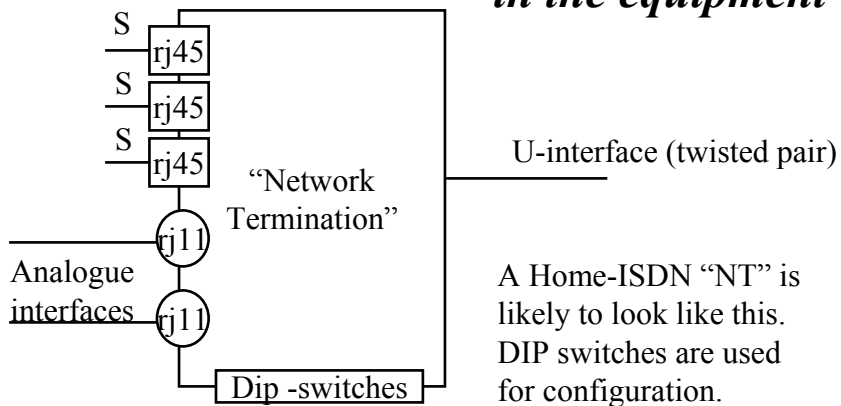 in the equipment
S
rj45
S
rj45
S
rj45
U-interface (twisted pair)
“Network
Termination”
rj11
Analogue
interfaces
rj11
A Home-ISDN “NT” is
likely to look like this.
DIP switches are used
for configuration.
Dip -switches